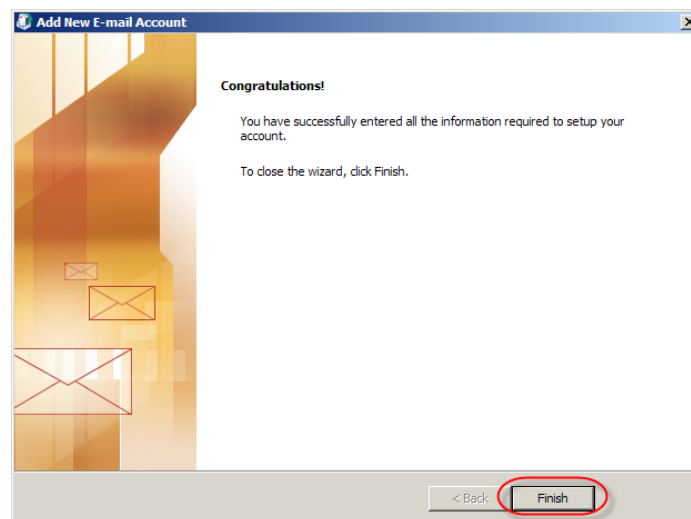 Add New E-mail Account
Congratulations!
You have successfully entered all the information required to setup your
account.
To close the wizard, click Finish.
< Back
Finish